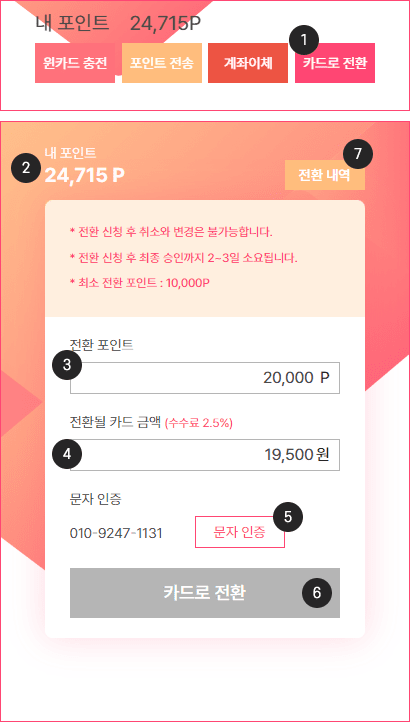 내 포인트 24,715P
1
윈카드 충전 포인트 전송 계좌이체 카드로 전환
7
2 내 포인트
24,715 P
전환 내역
* 전환 신청 후 취소와 변경은 불가능합니다.
* 전환 신청 후 최종 승인까지 2~3일 소요됩니다.
* 최소 전환 포인트 : 10,000P
전환 포인트
3
20,000 P
전환될 카드 금액 (수수료 2.5%)
4
19,500 원
문자 인증
5
010-9247-1131 문자 인증
카드로 전환 6